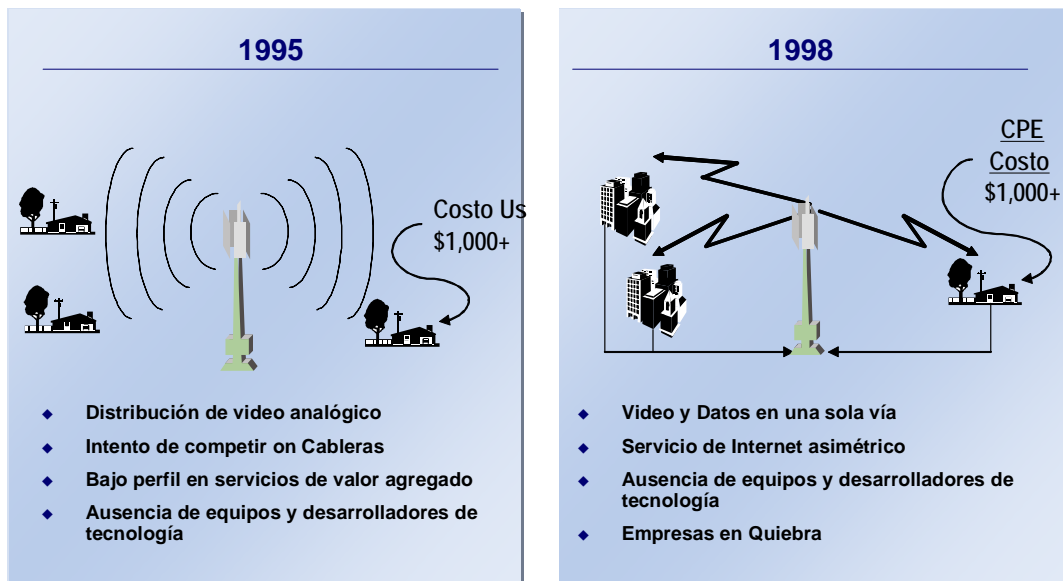 1995
Costo Us
$1,000+
Distribución de video analógico
Intento de competir on Cableras
Bajo perfil en servicios de valor agregado
Ausencia de equipos y desarrolladores de
tecnología
1998
CPE
Costo
$1,000+
Video y Datos en una sola vía
Servicio de Internet asimétrico
Ausencia de equipos y desarrolladores de
tecnología
Empresas en Quiebra